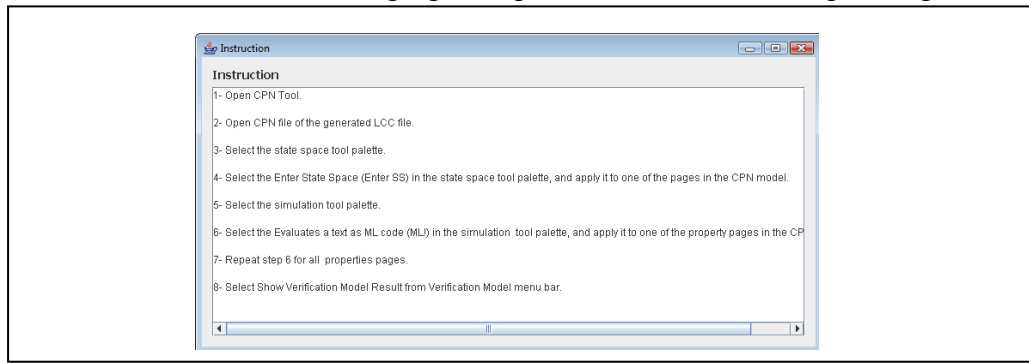 Instruction
Instruction
1- Open CPN Tool.
2- Open CPN file of the generated LCC file.
3- Select the state space tool palette.
4- Select the Enter State Space (Enter SS) in the state space tool palette, and apply it to one of the pages in the CPN model.
5- Select the simulation tool palette.
6- Select the Evaluates a text as ML code (ML!) in the simulation tool palette, and apply it to one of the property pages in the CP
7- Repeat step 6 for all properties pages.
8- Select Show Verification Model Result from Verification Model menu bar.